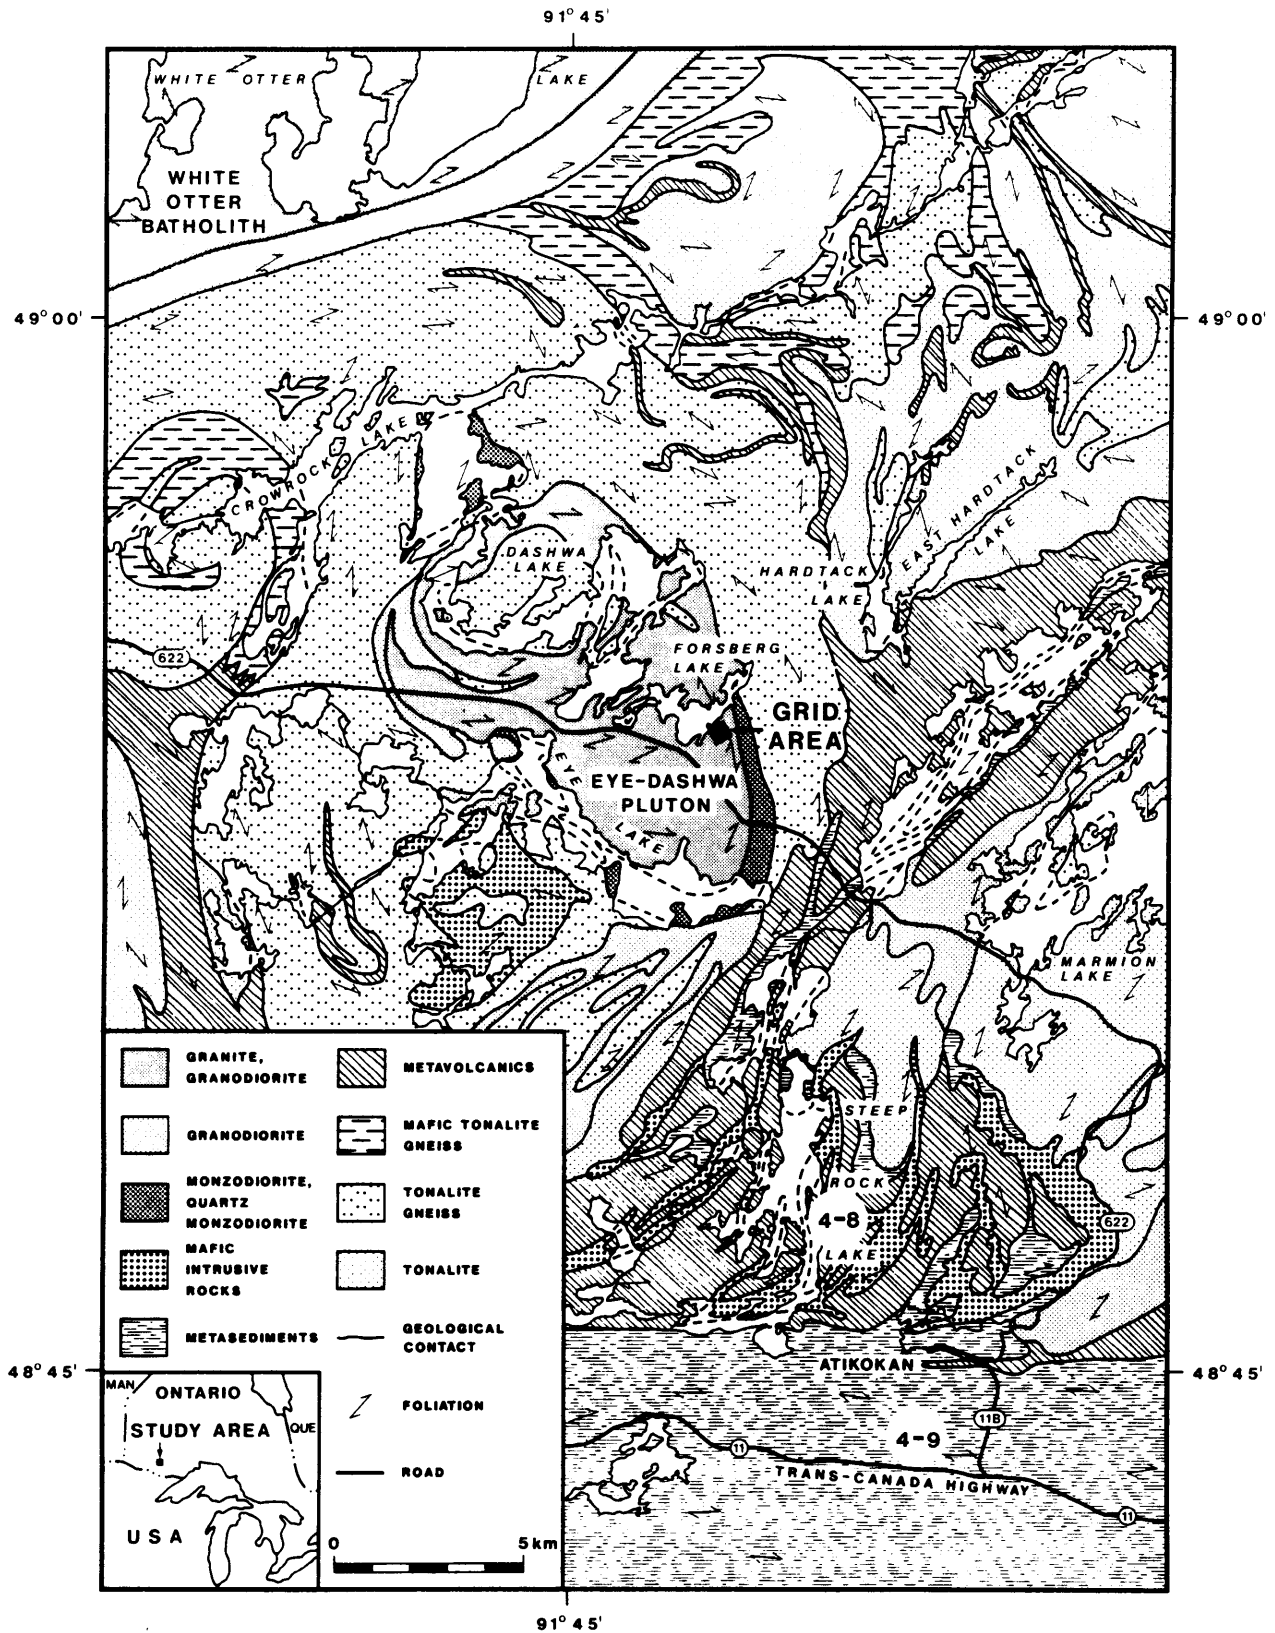 91°45'
WHITE OTTER LAKE
WHITE
OTTER
BATHOLITH
49°00'
49°00'
CROWROCK LAKE
DASHWA
LAKE
EAST HARDTACK
LAKE
HARDTACK
LAKE
622
FORSBERG
LAKE
GRID
AREA
EYE-DASHWA
PLUTON
EYE
LAKE
MARMION
LAKE
STEEP
ROCK
4-8
LAKE
622
GRANITE,
GRANODIORITE
GRANODIORITE
MONZODIORITE,
QUARTZ
MONZODIORITE
MAFIC
INTRUSIVE
ROCKS
METASEDIMENTS
METAVOLCANICS
MAFIC TONALITE
GNEISS
TONALITE
GNEISS
TONALITE
GEOLOGICAL
CONTACT
FOLIATION
ROAD
0 5km
48°45'
48°45'
ATIKOKAN
11B
4-9
11
TRANS-CANADA HIGHWAY
11
MAN
ONTARIO
STUDY AREA
QUE
USA
91°45'